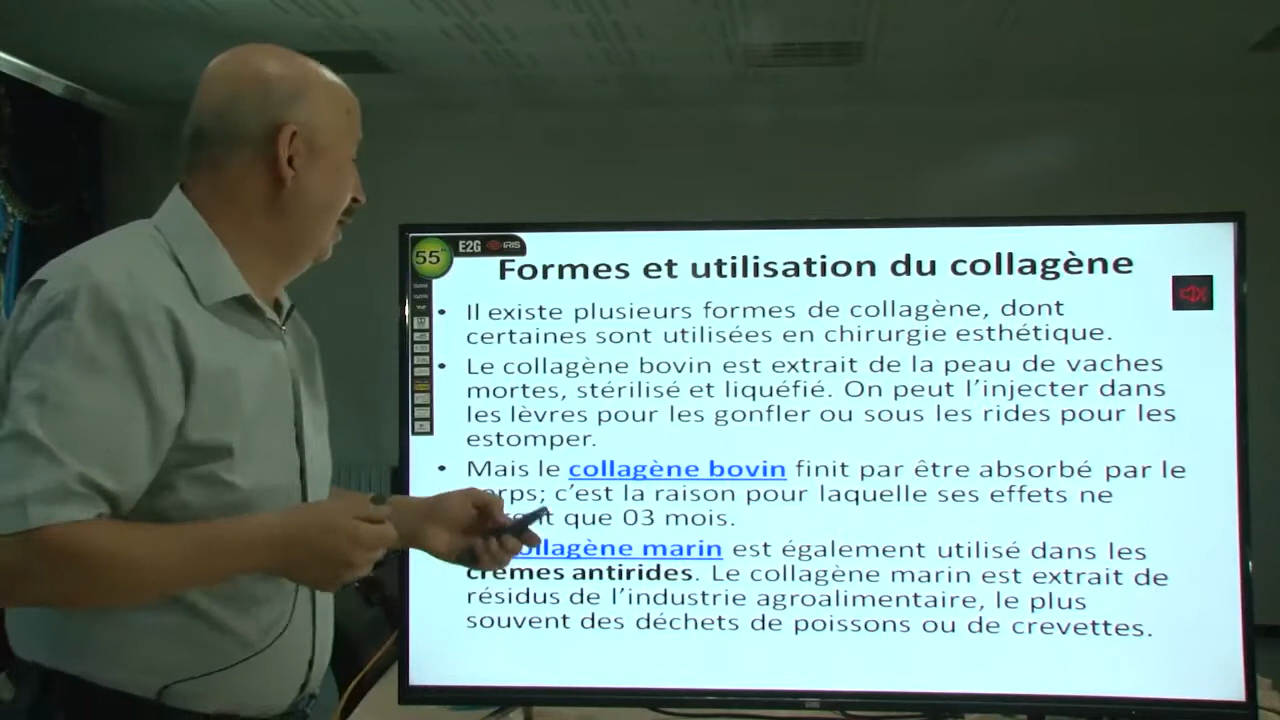 55"
E2G IRIS
Formes et utilisation du collagène
• Il existe plusieurs formes de collagène, dont
certaines sont utilisées en chirurgie esthétique.
• Le collagène bovin est extrait de la peau de vaches
mortes, stérilisé et liquéfié. On peut l'injecter dans
les lèvres pour les gonfler ou sous les rides pour les
estomper.
• Mais le collagène bovin finit par être absorbé par le
c'est la raison pour laquelle ses effets ne
que 03 mois.
marin est également utilisé dans les
crèmes antirides. Le collagène marin est extrait de
résidus de l'industrie agroalimentaire, le plus
souvent des déchets de poissons ou de crevettes.